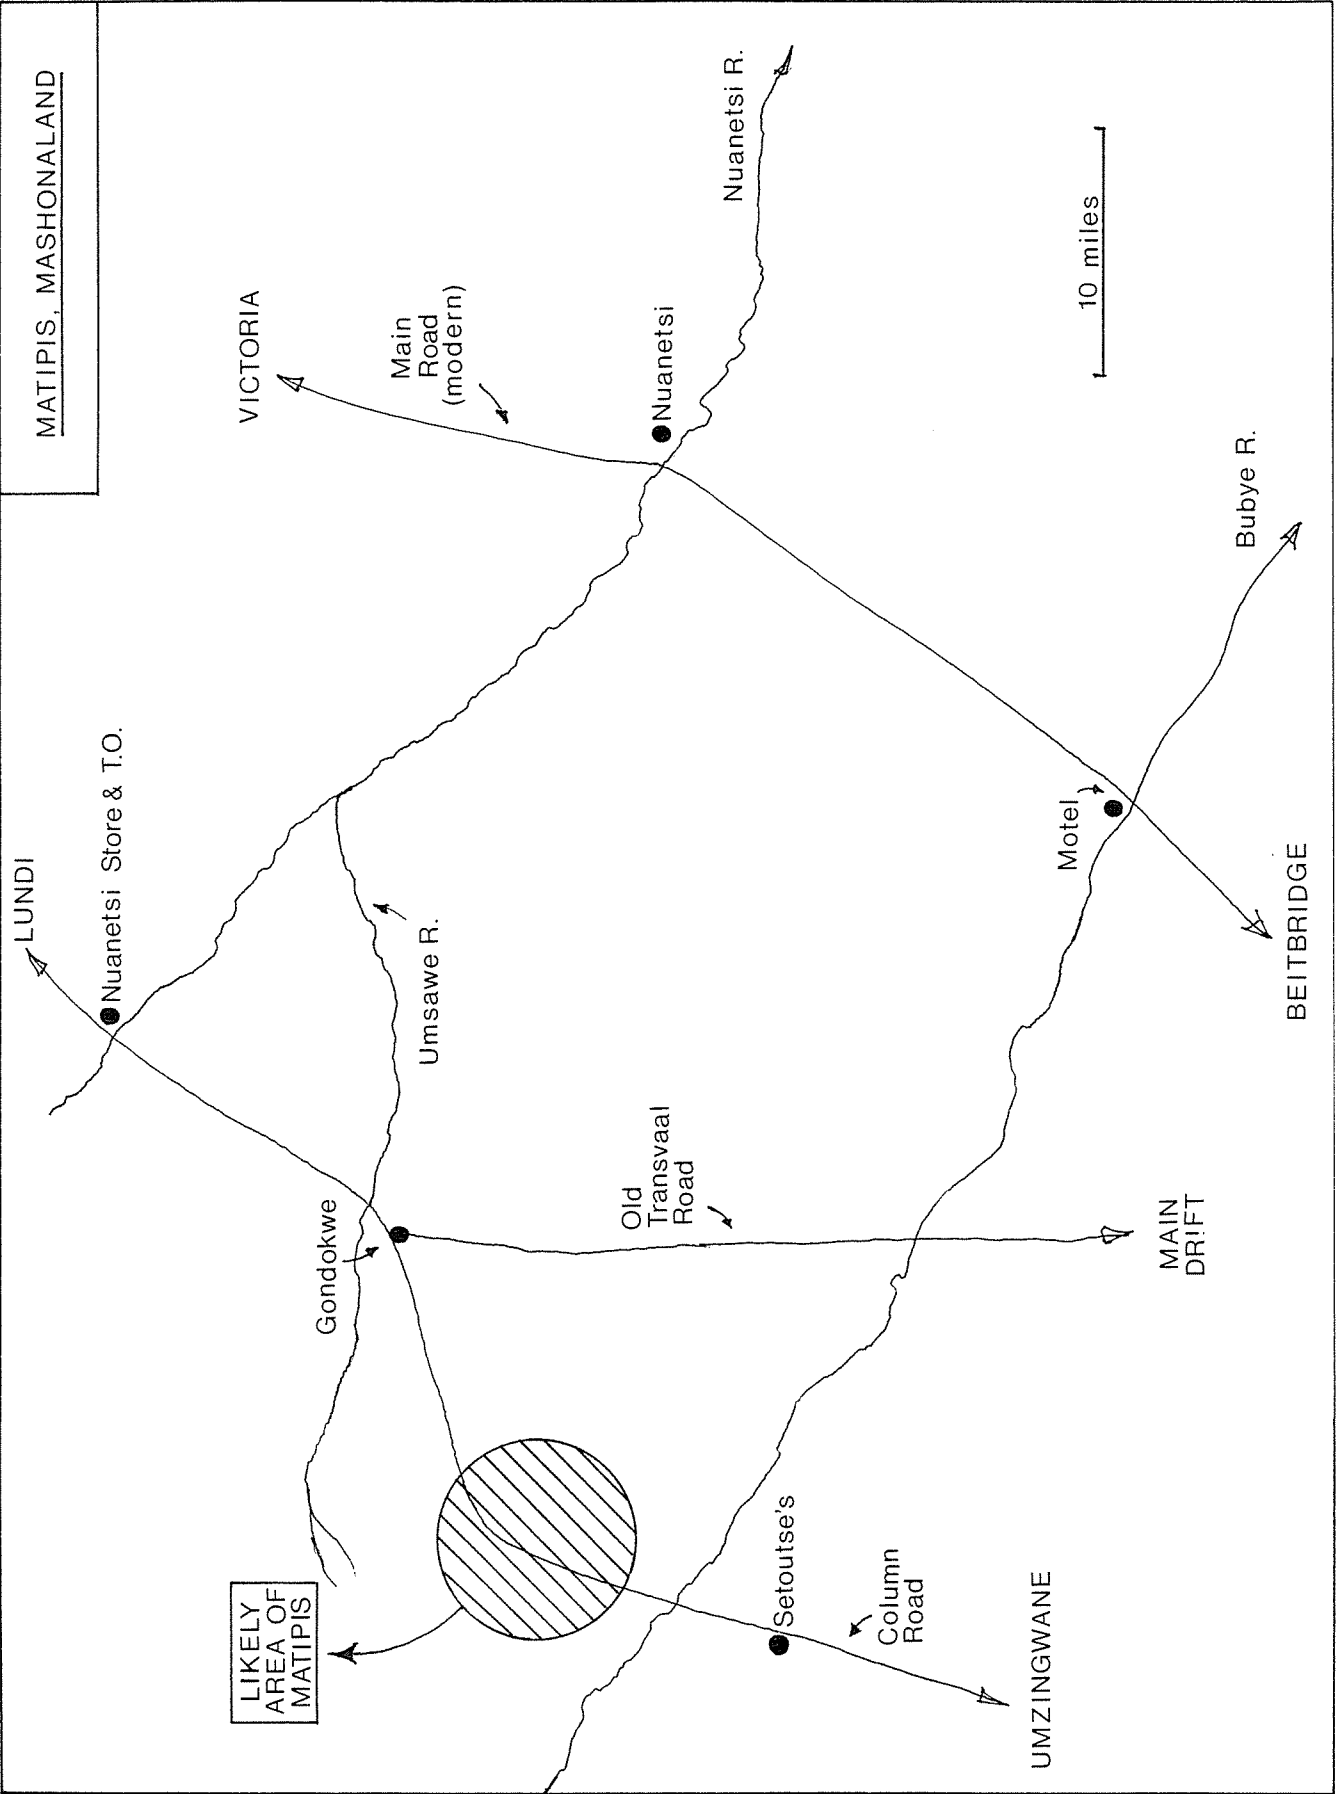 MATIPIS, MASHONALAND
LUNDI
Nuanetsi Store & T.O.
VICTORIA
Main
Road
(modern)
Nuanetsi R.
Nuanetsi
LIKELY
AREA OF
MATIPIS
Gondokwe
Umsawe R.
Old
Transvaal
Road
Setoutse's
Column
Road
UMZINGWANE
MAIN
DRIFT
Motel
BEITBRIDGE
Bubye R.
10 miles